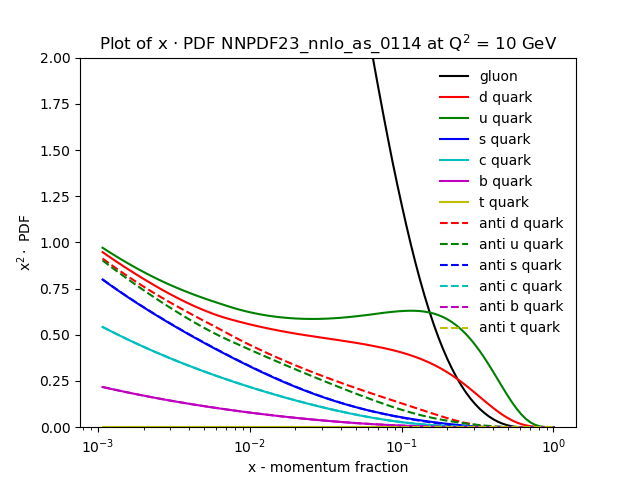 Plot of x · PDF NNPDF23_nnlo_as_0114 at Q² = 10 GeV
x² · PDF
2.00
1.75
1.50
1.25
1.00
0.75
0.50
0.25
0.00
10⁻³
10⁻²
10⁻¹
10⁰
x - momentum fraction
gluon
d quark
u quark
s quark
c quark
b quark
t quark
anti d quark
anti u quark
anti s quark
anti c quark
anti b quark
anti t quark